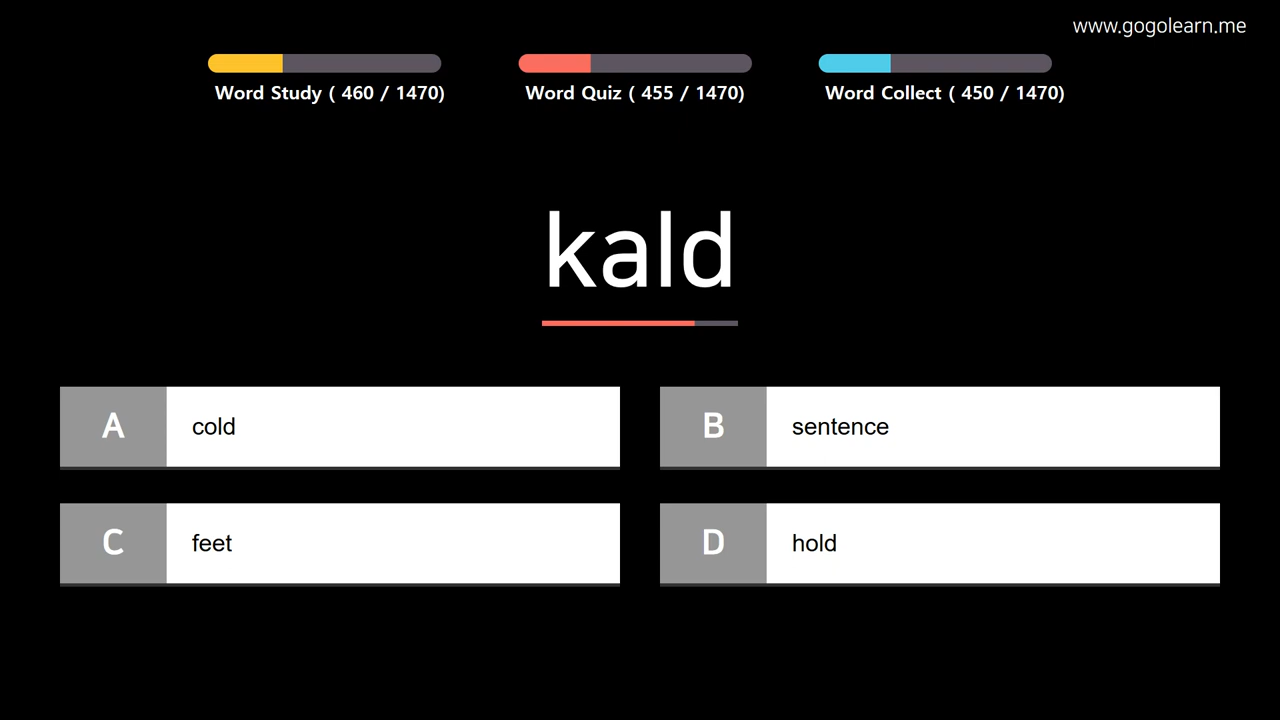 www.gogolearn.me
Word Study ( 460 / 1470)
Word Quiz ( 455 / 1470)
Word Collect ( 450 / 1470)
kald
A cold
B sentence
C feet
D hold